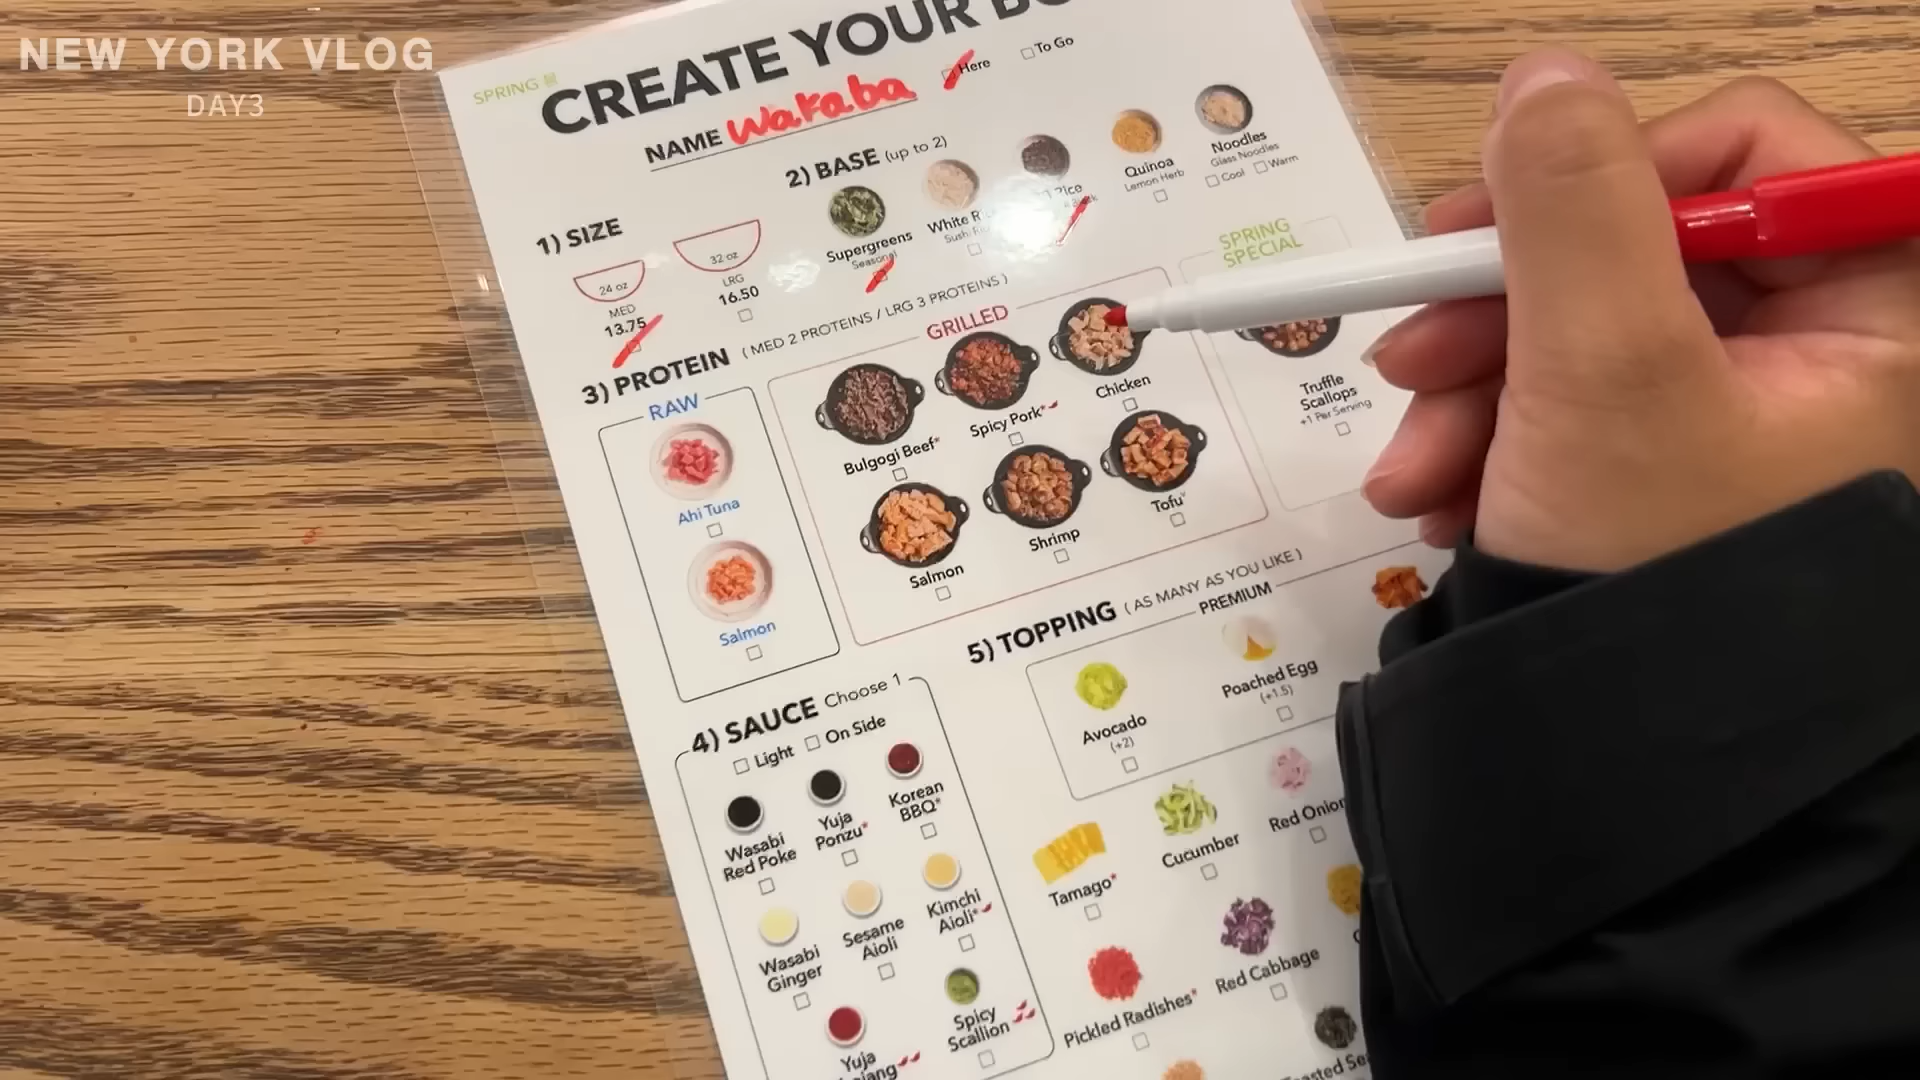 NEW YORK VLOG
DAY3
SPRING 봄
CREATE YOUR
NAME Wakaba
Here
To Go
1) SIZE
24 oz
MED
13.75
32 oz
LRG
16.50
2) BASE (up to 2)
Supergreens
Seasonal
White
Sushi
Rice
Quinoa
Lemon Herb
Noodles
Glass Noodles
Cool
Warm
3) PROTEIN ( MED 2 PROTEINS / LRG 3 PROTEINS )
RAW
Ahi Tuna
Salmon
GRILLED
Bulgogi Beef*
Spicy Pork*
Chicken
Salmon
Shrimp
Tofu
SPRING
SPECIAL
Truffle
Scallops
+1 Per Serving
4) SAUCE Choose 1
Light
On Side
Wasabi
Red Poke
Yuja
Ponzu*
Korean
BBQ*
Wasabi
Ginger
Sesame
Aioli
Kimchi
Aioli*
Yuja
Spicy
Scallion
5) TOPPING ( AS MANY AS YOU LIKE )
PREMIUM
Avocado
(+2)
Poached Egg
(+1.5)
Tamago*
Cucumber
Red Onion
Pickled Radishes*
Red Cabbage